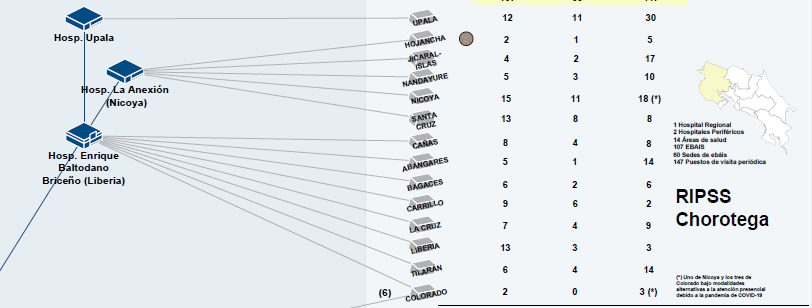 Hosp. Upala
Hosp. La Anexión
(Nicoya)
Hosp. Enrique
Baltodano
Briceño (Liberia)
UPALA 12 11 30
HOJANCHA 2 1 5
JICARAL-
ISLAS 4 2 17
NANDAYURE 5 3 10
NICOYA 15 11 18 (*)
SANTA
CRUZ 13 8 8
CAÑAS 8 4 8
ABANGARES 5 1 14
BAGACES 6 2 6
CARRILLO 9 6 2
LA CRUZ 7 4 9
LIBERIA 13 3 3
TILARÁN 6 4 14
(6) COLORADO 2 0 3 (*)
1 Hospital Regional
2 Hospitales Periféricos
14 Áreas de salud
107 EBAIS
60 Sedes de ebáis
147 Puestos de visita periódica
RIPSS
Chorotega
(*) Uno de Nicoya y los tres de
Colorado bajo modalidades
alternativas a la atención presencial
debido a la pandemia de COVID-19